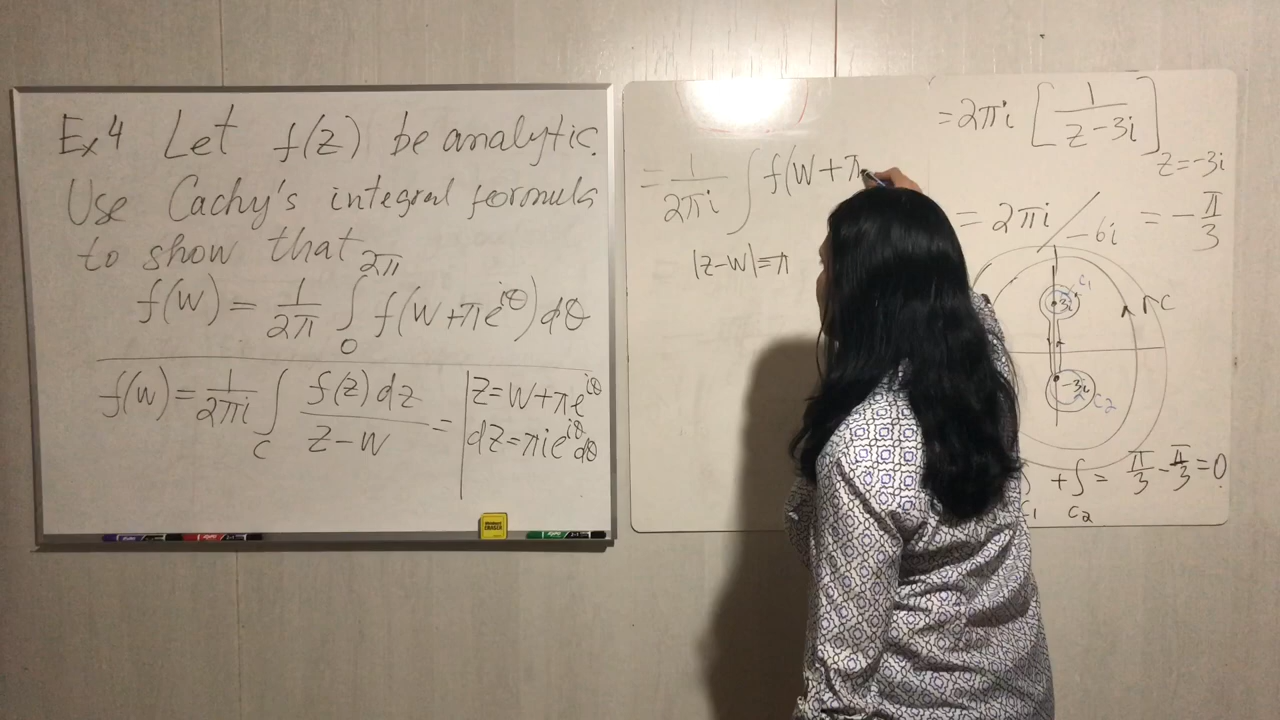 Ex4 Let f(z) be analytic.
Use Cachy's integral formula
to show that
f(w) = 1/2π ∫_0^{2π} f(w+πe^{iθ}) dθ
f(w) = 1/2πi ∫_C f(z) dz / z-w = | z = w+πe^{iθ}
dz = πie^{iθ}dθ
= 1/2πi ∫ f(w+π
|z-w|=π
= 2πi [1/z-3i] z=-3i
= 2πi / -6i = -π/3
C1
3i
C
-3i
C2
+∫ = π/3 - π/3 = 0
C1 C2